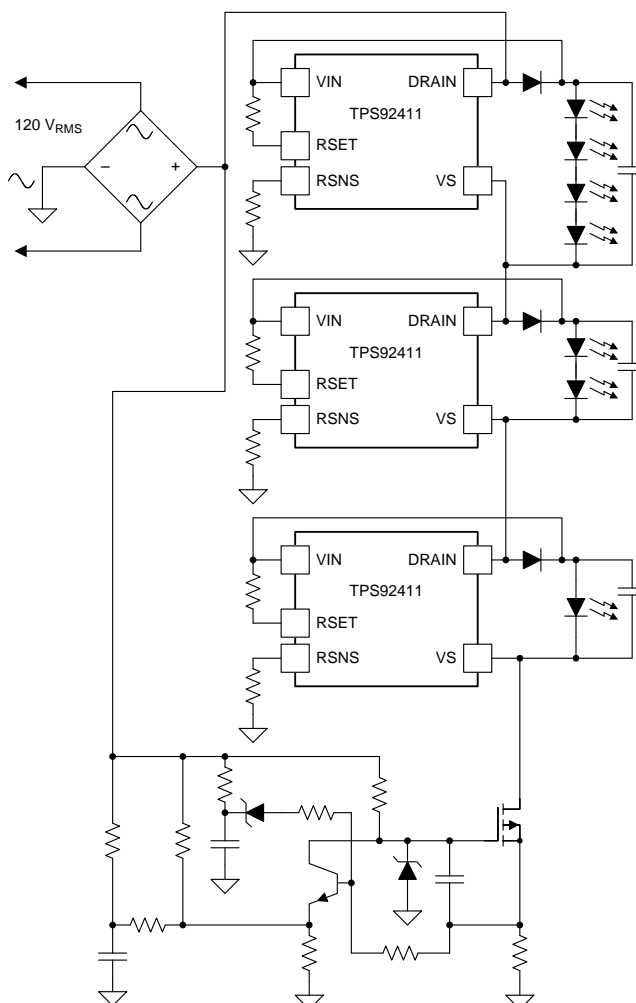 120 VRMS
VIN
DRAIN
TPS92411
RSET
RSNS
VS
VIN
DRAIN
TPS92411
RSET
RSNS
VS
VIN
DRAIN
TPS92411
RSET
RSNS
VS